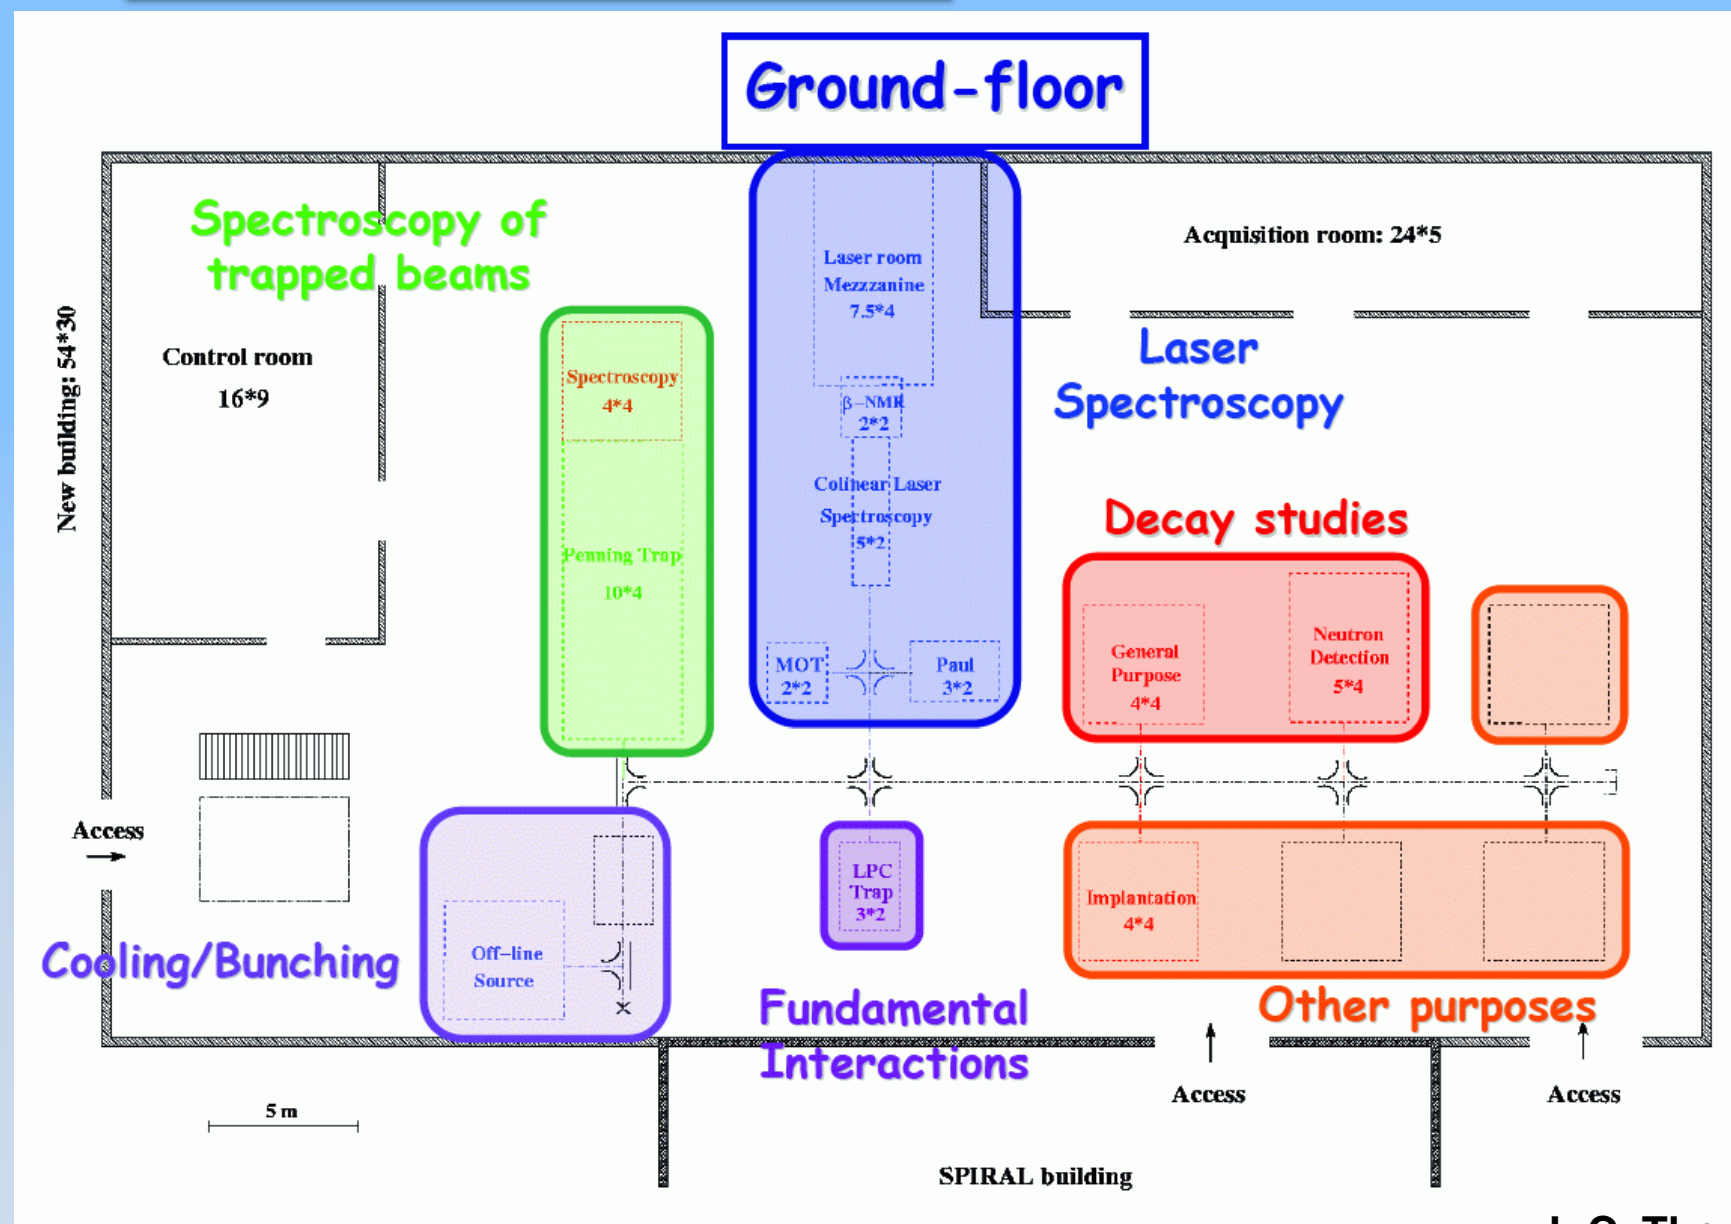 Ground-floor
Spectroscopy of
trapped beams
Acquisition room: 24*5
Laser room
Mezzzanine
7.5*4
New building: 54*30
Control room
16*9
Laser
Spectroscopy
Spectroscopy
4*4
β-NMR
2*2
Colinear Laser
Spectroscopy
5*2
Decay studies
Penning Trap
10*4
General
Purpose
4*4
Neutron
Detection
5*4
MOT
2*2
Paul
3*2
Access
LPC
Trap
3*2
Implantation
4*4
Cooling/Bunching
Off-line
Source
x
Fundamental
Interactions
Other purposes
5 m
Access
Access
SPIRAL building